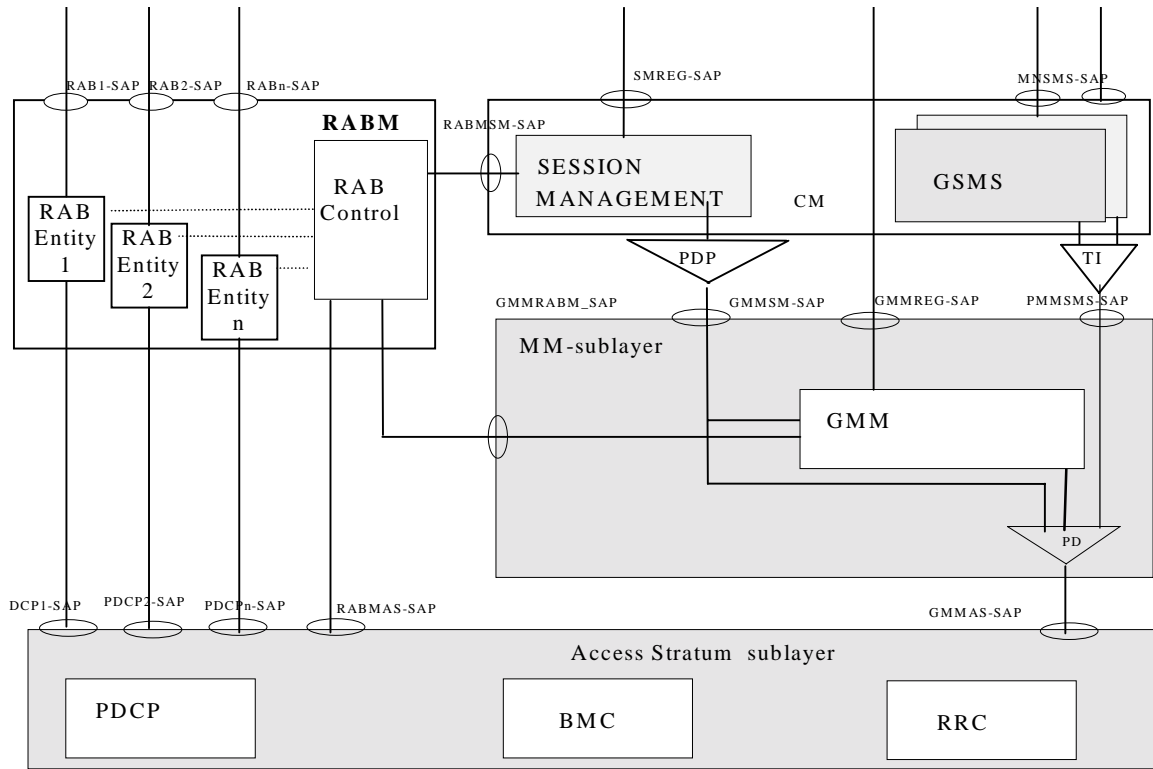 RAB1-SAP
RAB2-SAP
RABn-SAP
SMREG-SAP
MNSMS-SAP
RABM
RABMSM-SAP
RAB
Control
SESSION
MANAGEMENT
CM
GSMS
RAB
Entity
1
RAB
Entity
2
RAB
Entity
n
PDP
TI
GMMRABM_SAP
GMMSM-SAP
GMMREG-SAP
PMMSMS-SAP
MM-sublayer
GMM
PD
DCP1-SAP
PDCP2-SAP
PDCPn-SAP
RABMAS-SAP
GMMAS-SAP
Access Stratum sublayer
PDCP
BMC
RRC